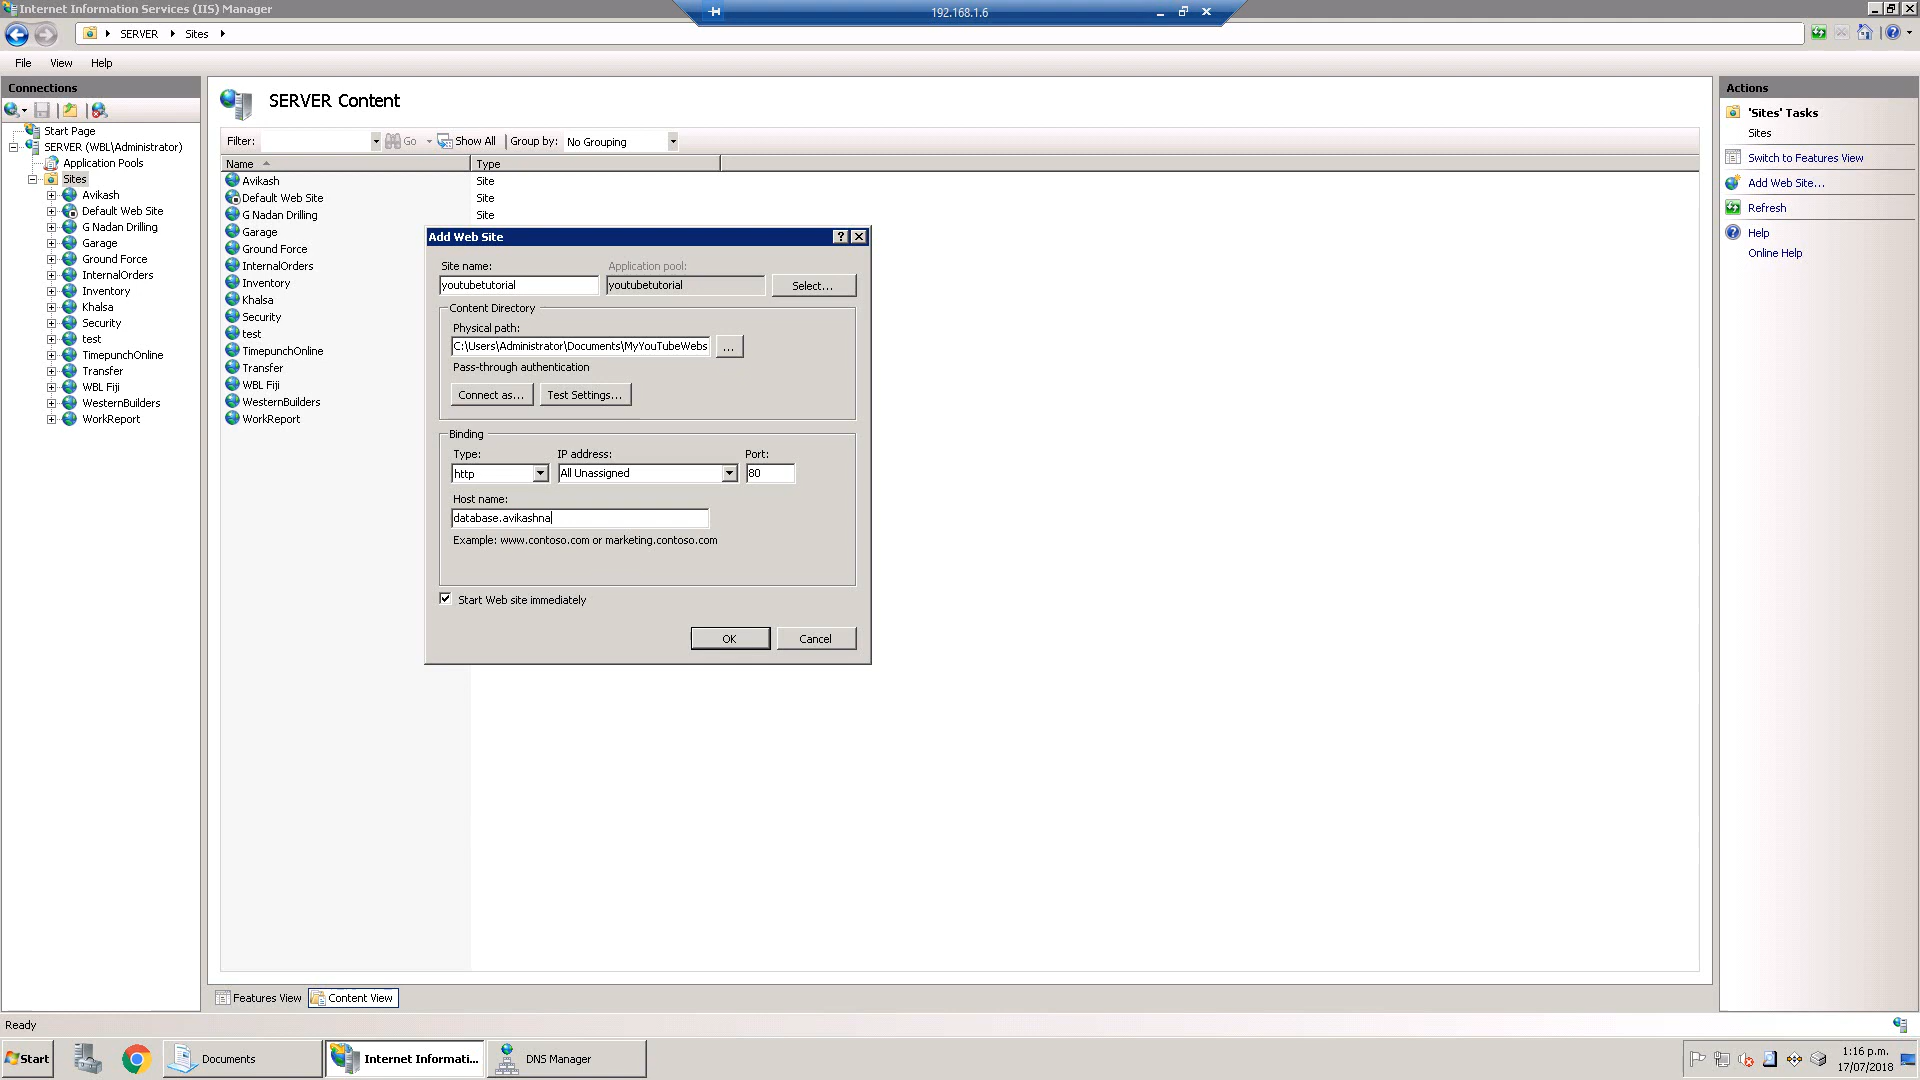 Internet Information Services (IIS) Manager
192.168.1.6
SERVER
Sites
File
View
Help
Connections
Start Page
SERVER (WBL\Administrator)
Application Pools
Sites
Avikash
Default Web Site
G Nadan Drilling
Garage
Ground Force
InternalOrders
Inventory
Khalsa
Security
test
TimepunchOnline
Transfer
WBL Fiji
WesternBuilders
WorkReport
SERVER Content
Filter:
Go
Show All
Group by:
No Grouping
Name
Type
Avikash
Site
Default Web Site
Site
G Nadan Drilling
Site
Garage
Ground Force
InternalOrders
Inventory
Khalsa
Security
test
TimepunchOnline
Transfer
WBL Fiji
WesternBuilders
WorkReport
Add Web Site
Site name:
Application pool:
youtubetutorial
youtubetutorial
Select...
Content Directory
Physical path:
C:\Users\Administrator\Documents\MyYouTubeWebs
...
Pass-through authentication
Connect as...
Test Settings...
Binding
Type:
IP address:
Port:
http
All Unassigned
80
Host name:
database.avikashna
Example: www.contoso.com or marketing.contoso.com
Start Web site immediately
OK
Cancel
Actions
'Sites' Tasks
Sites
Switch to Features View
Add Web Site...
Refresh
Help
Online Help
Features View
Content View
Ready
Start
Documents
Internet Informati...
DNS Manager
1:16 p.m.
17/07/2018